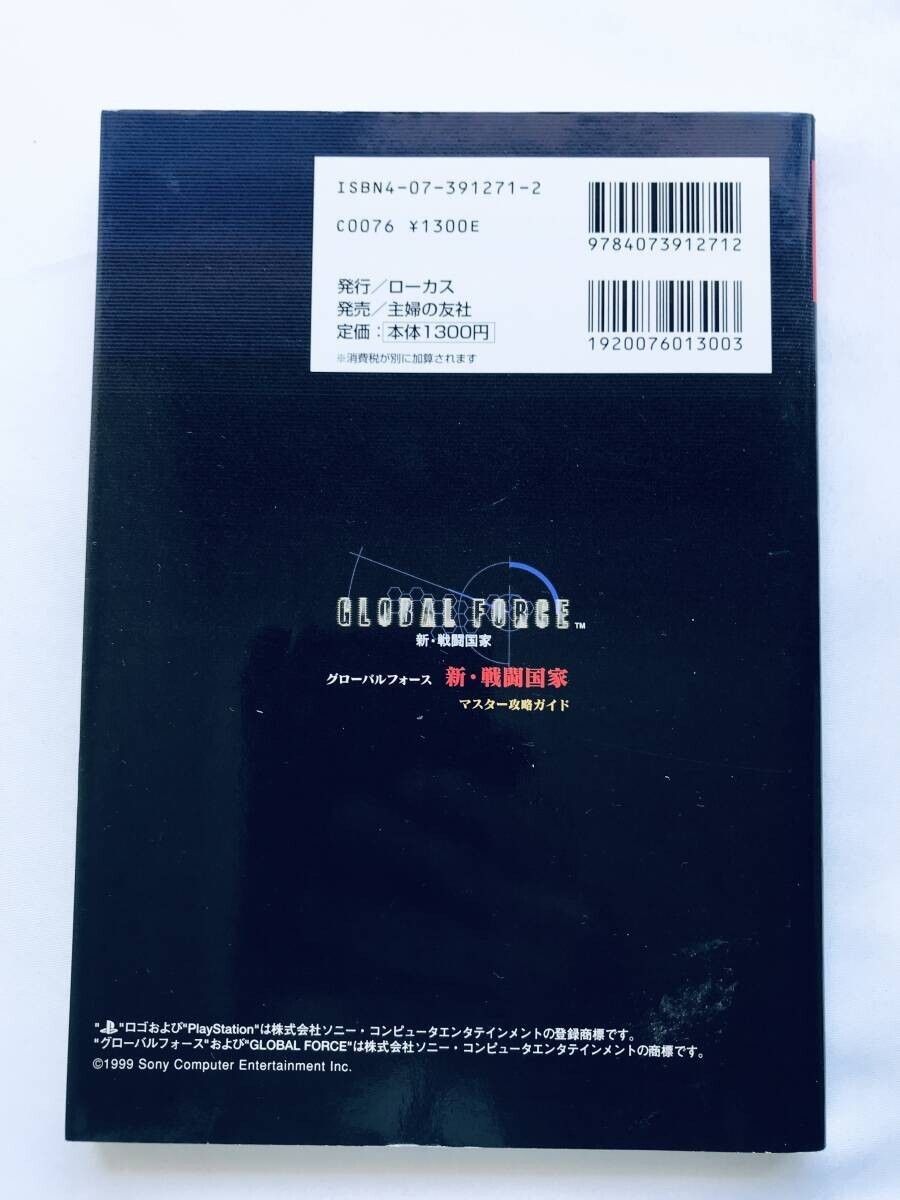 ISBN4-07-391271-2
C0076 ¥1300E
9784073912712
発行／ローカス
発売／主婦の友社
定価：本体1300円
※消費税が別に加算されます
1920076013003
GLOBAL FORCE™
新・戦闘国家
グローバルフォース 新・戦闘国家
マスター攻略ガイド
"PS"ロゴおよび"PlayStation"は株式会社ソニー・コンピュータエンタテインメントの登録商標です。
"グローバルフォース"および"GLOBAL FORCE"は株式会社ソニー・コンピュータエンタテインメントの商標です。
©1999 Sony Computer Entertainment Inc.